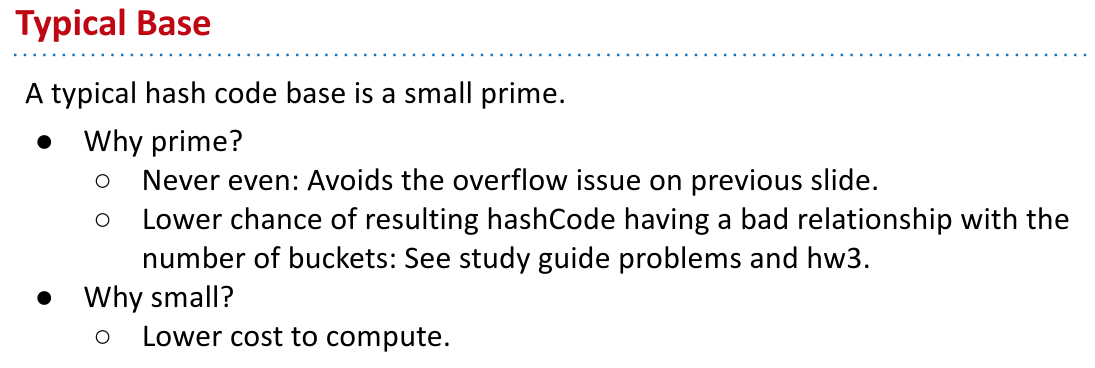 Typical Base
A typical hash code base is a small prime.
● Why prime?
○ Never even: Avoids the overflow issue on previous slide.
○ Lower chance of resulting hashCode having a bad relationship with the
number of buckets: See study guide problems and hw3.
● Why small?
○ Lower cost to compute.